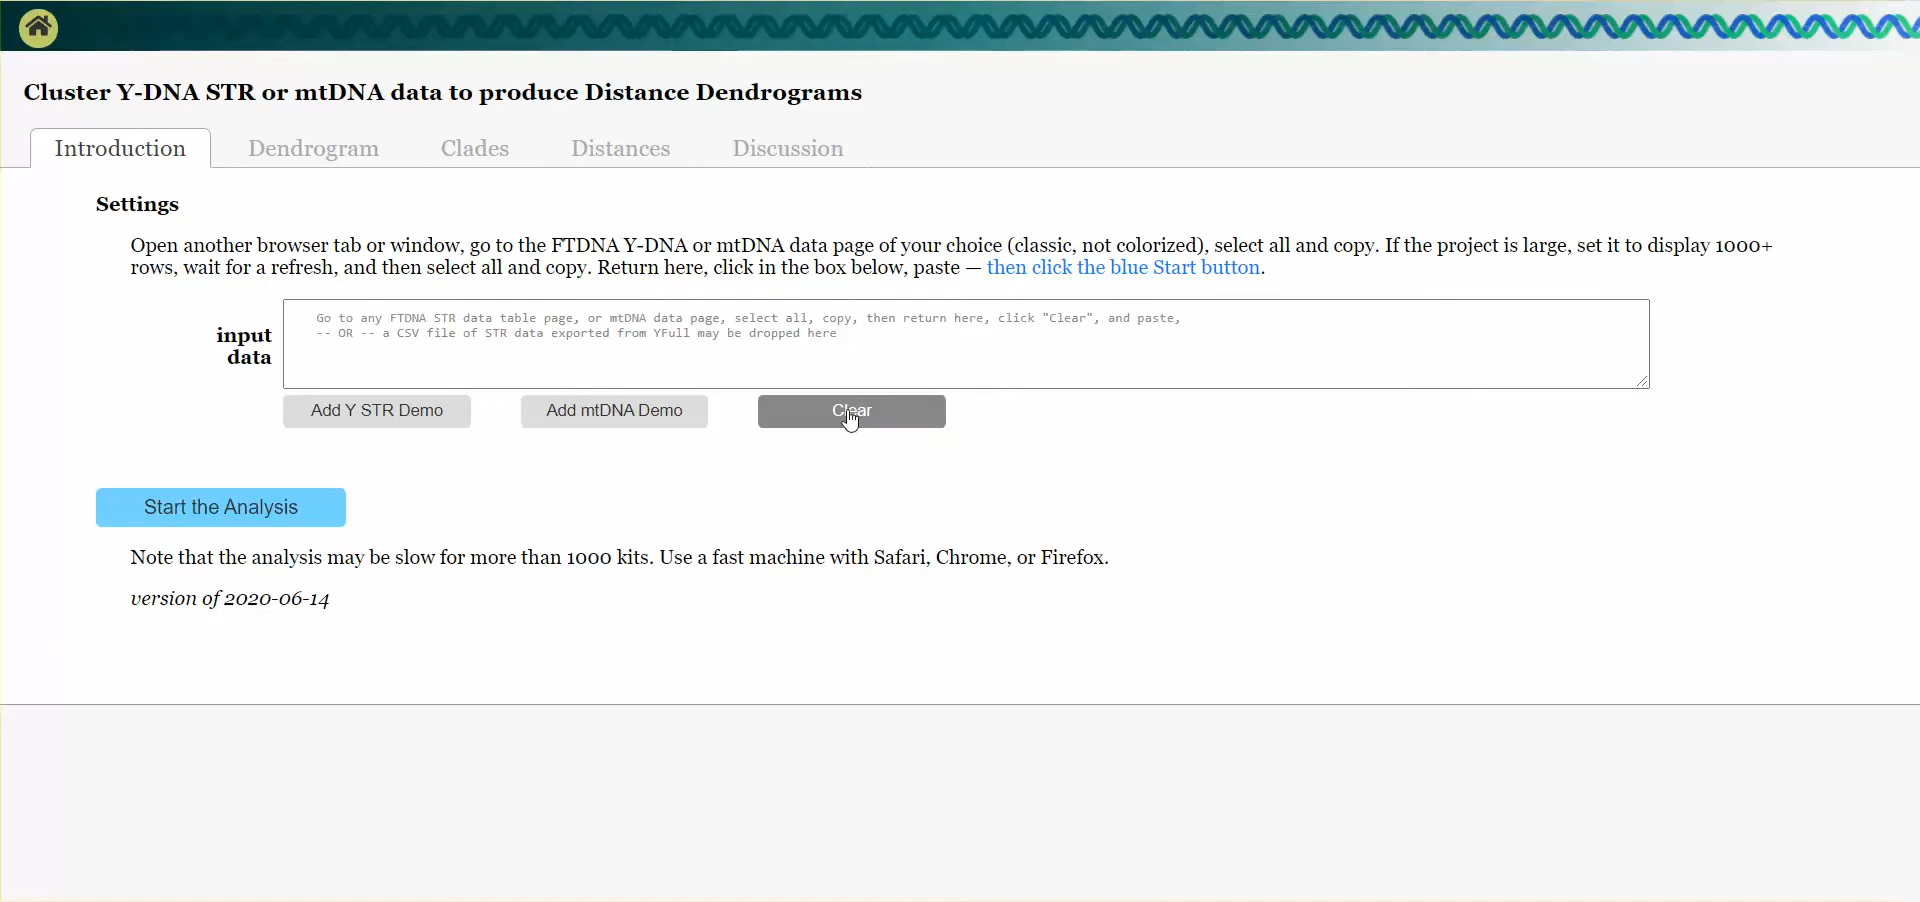 Cluster Y-DNA STR or mtDNA data to produce Distance Dendrograms
Introduction Dendrogram Clades Distances Discussion
Settings
Open another browser tab or window, go to the FTDNA Y-DNA or mtDNA data page of your choice (classic, not colorized), select all and copy. If the project is large, set it to display 1000+
rows, wait for a refresh, and then select all and copy. Return here, click in the box below, paste — then click the blue Start button.
input
data
Go to any FTDNA STR data table page, or mtDNA data page, select all, copy, then return here, click "Clear", and paste,
-- OR -- a CSV file of STR data exported from YFull may be dropped here
Add Y STR Demo Add mtDNA Demo Clear
Start the Analysis
Note that the analysis may be slow for more than 1000 kits. Use a fast machine with Safari, Chrome, or Firefox.
version of 2020-06-14